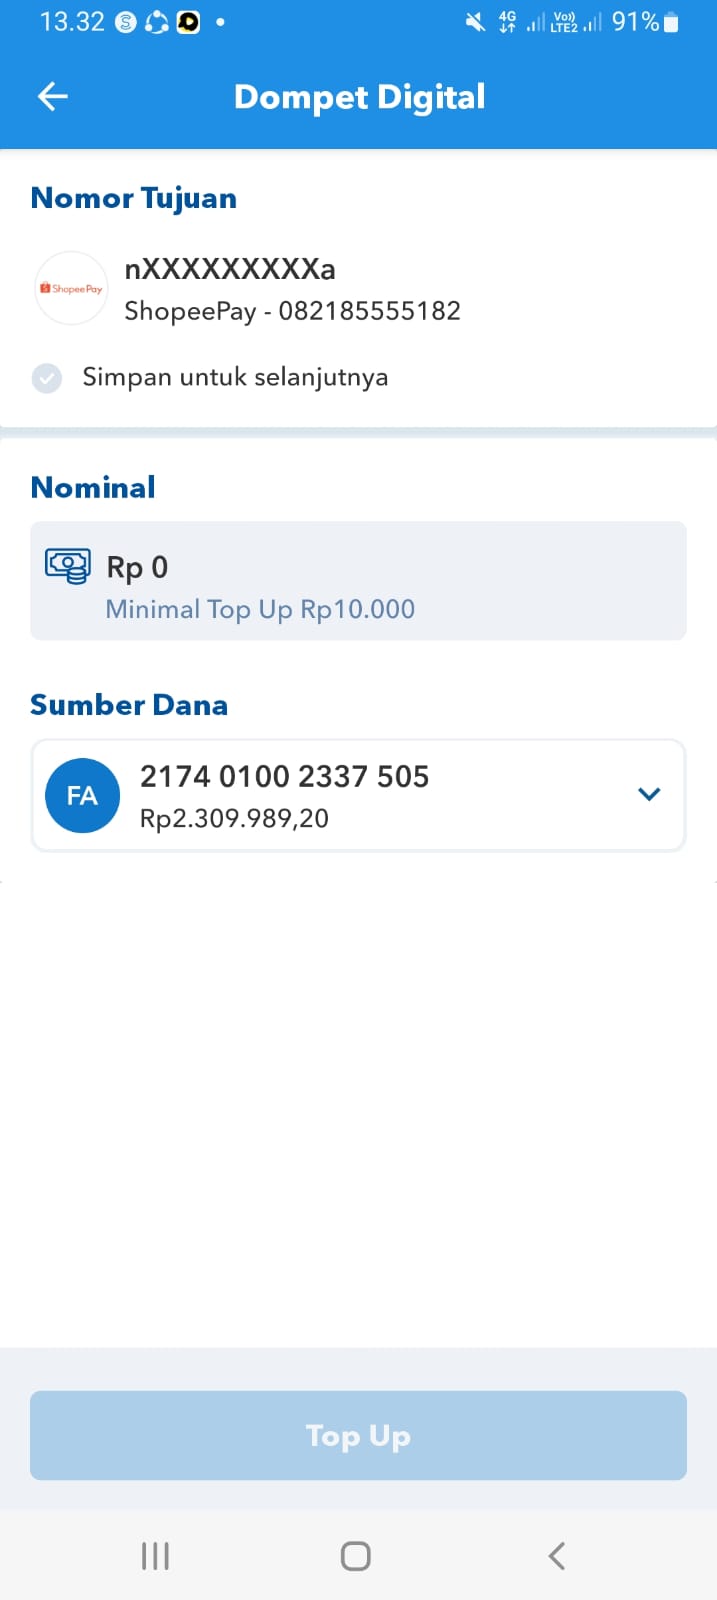 13.32
4G
Vo))
LTE2
91%
Dompet Digital
Nomor Tujuan
nXXXXXXXXXa
ShopeePay
ShopeePay - 082185555182
Simpan untuk selanjutnya
Nominal
Rp 0
Minimal Top Up Rp10.000
Sumber Dana
FA
2174 0100 2337 505
Rp2.309.989,20
Top Up